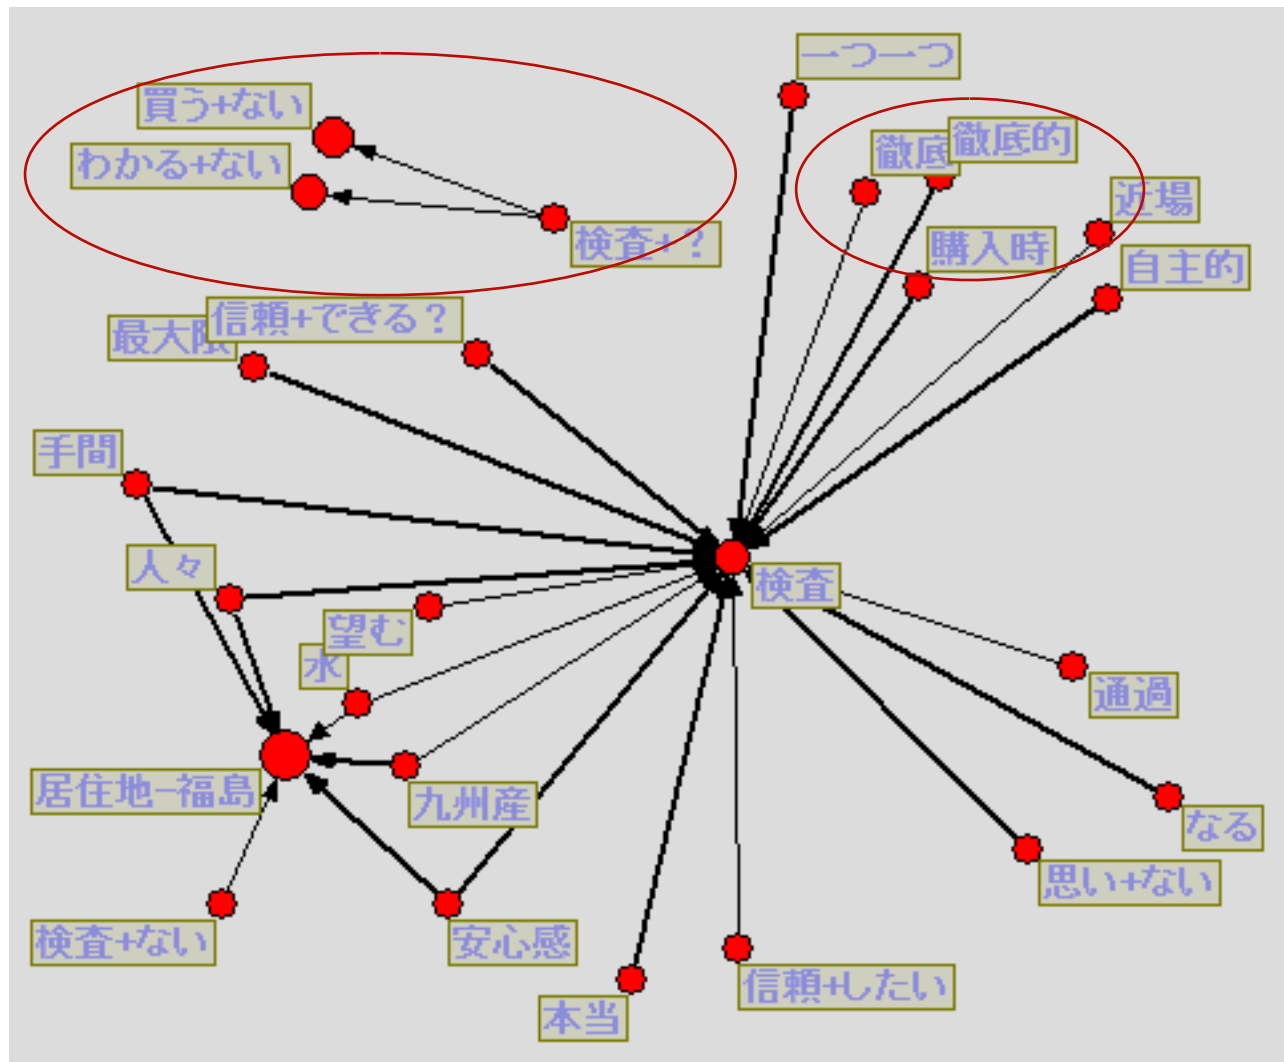 一つ一つ
買う+ない
徹底
徹底的
わかる+ない
近場
検査+？
購入時
自主的
信頼+できる？
最大限
手間
人々
検査
望む
水
通過
居住地-福島
九州産
なる
思い+ない
検査+ない
安心感
信頼+したい
本当